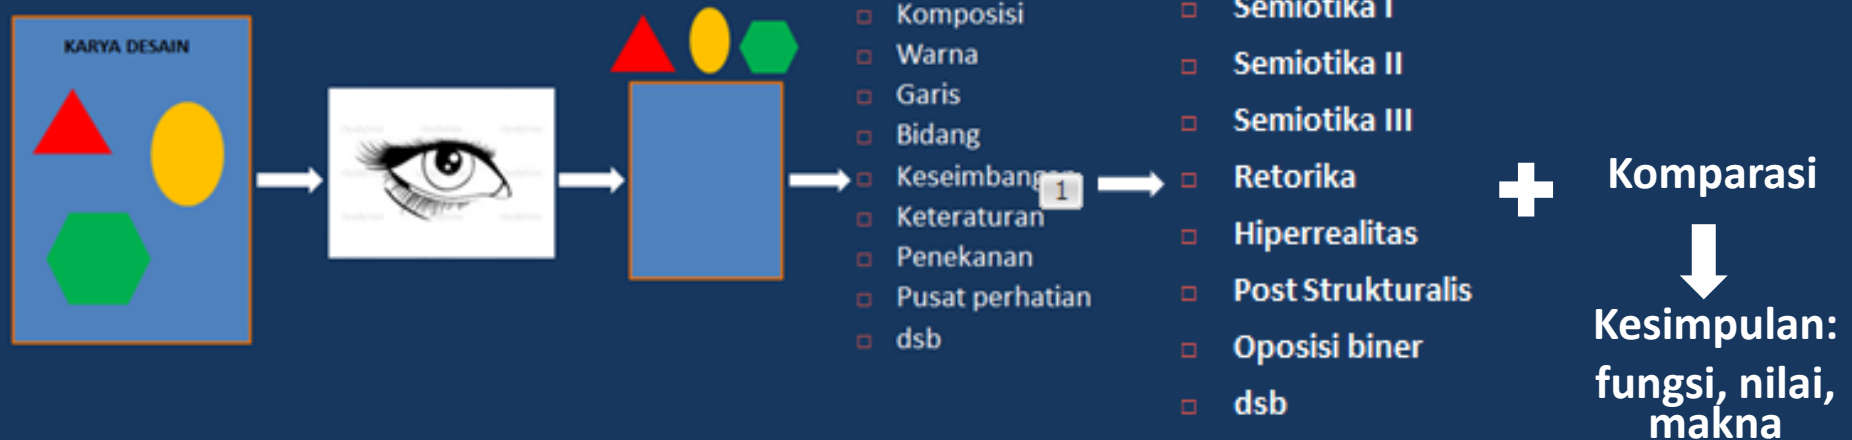 KARYA DESAIN
Komposisi
Warna
Garis
Bidang
Keteraturan
Penekanan
Pusat perhatian
dsb
1
Semiotika I
Semiotika II
Semiotika III
Retorika
Hiperrealitas
Post Strukturalis
Oposisi biner
dsb
Komparasi
Kesimpulan:
fungsi, nilai,
makna